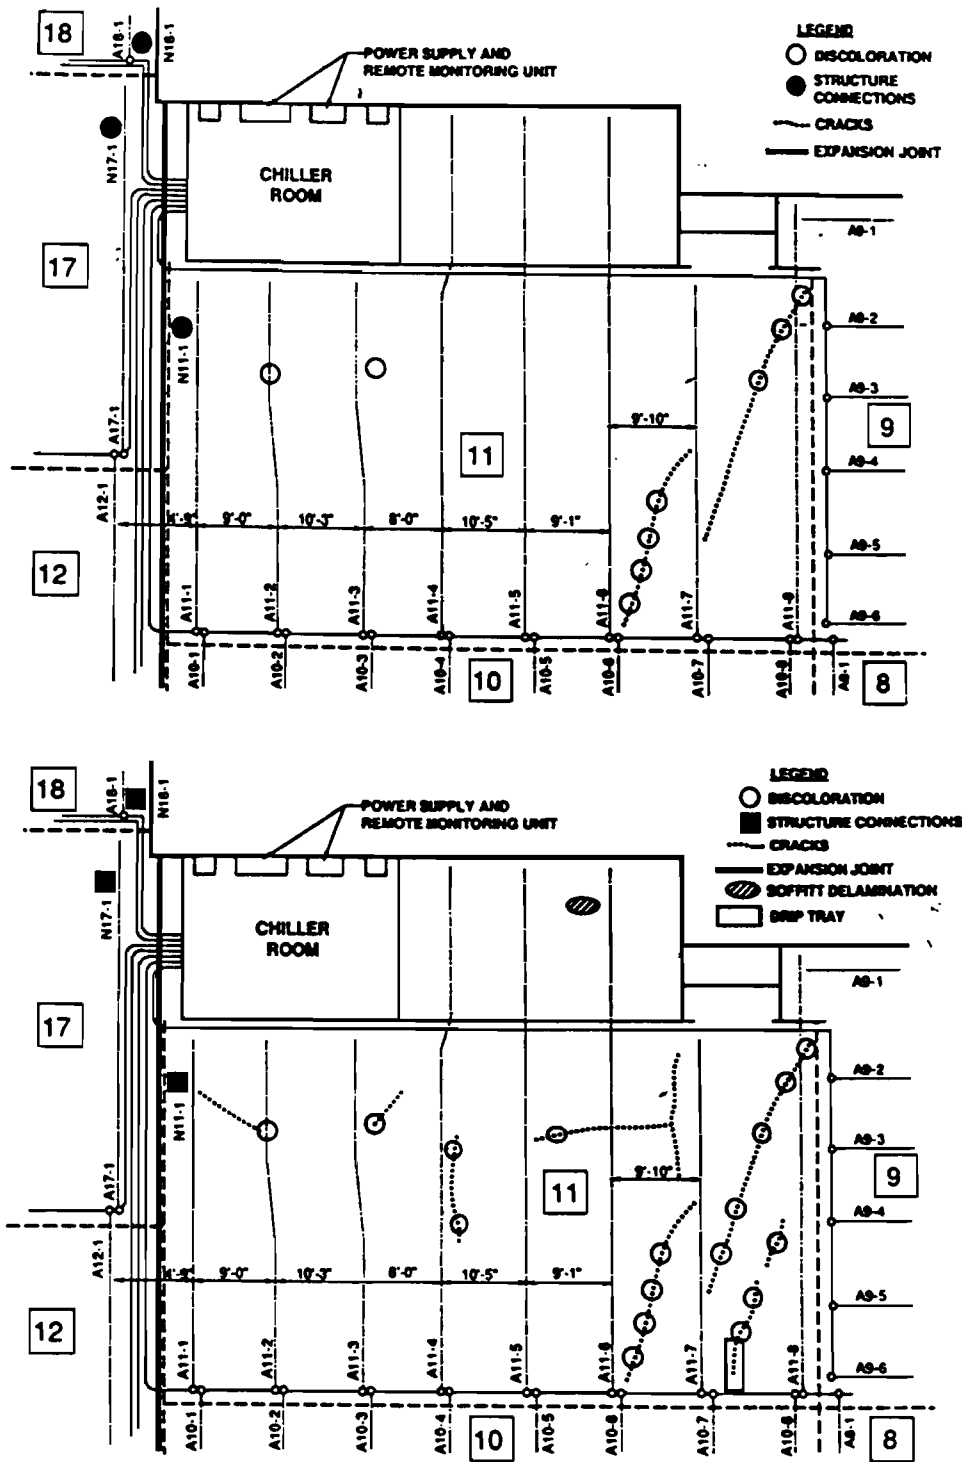 18
A18-1
N18-1
POWER SUPPLY AND
REMOTE MONITORING UNIT
LEGEND
DISCOLORATION
STRUCTURE
CONNECTIONS
CRACKS
EXPANSION JOINT
N17-1
CHILLER
ROOM
17
A9-1
N11-1
A9-2
A9-3
9
A17-1
9'-10"
11
A9-4
A12-1
9'-0"
10'-3"
8'-0"
10'-5"
9'-1"
12
A9-5
A11-1
A11-2
A11-3
A11-4
A11-5
A11-6
A11-7
A9-6
A10-1
A10-2
A10-3
A10-4
10
A10-5
A10-6
A10-7
A8-1
8
18
A18-1
N18-1
POWER SUPPLY AND
REMOTE MONITORING UNIT
LEGEND
DISCOLORATION
STRUCTURE CONNECTIONS
CRACKS
EXPANSION JOINT
SOFFITT DELAMINATION
DRIP TRAY
N17-1
CHILLER
ROOM
17
A9-1
N11-1
A9-2
A9-3
9
A17-1
9'-10"
11
A9-4
A12-1
9'-0"
10'-3"
8'-0"
10'-5"
9'-1"
12
A9-5
A11-1
A11-2
A11-3
A11-4
A11-5
A11-6
A11-7
A11-8
A9-6
A10-1
A10-2
A10-3
A10-4
10
A10-5
A10-6
A10-7
A10-8
A8-1
8